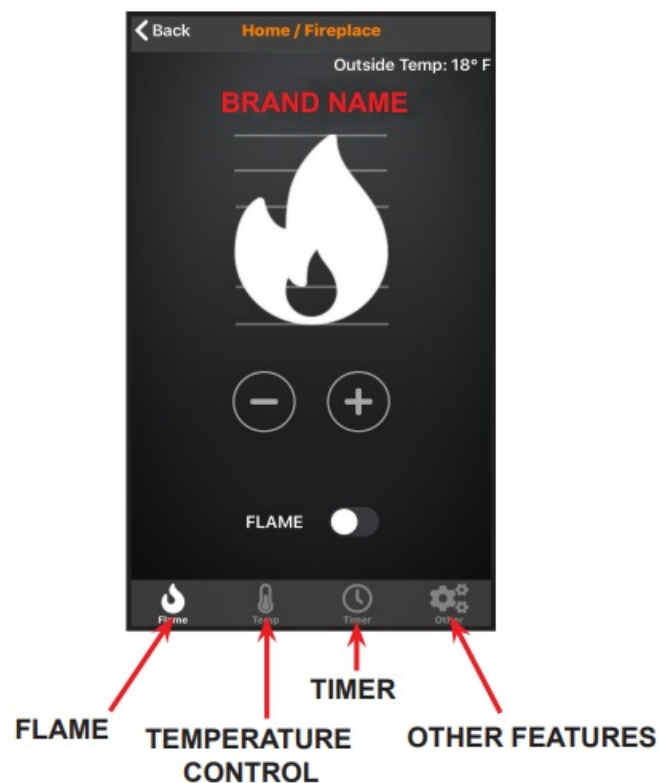 Back
Home / Fireplace
Outside Temp: 18° F
BRAND NAME
FLAME
Flame
Temp
Timer
Other
FLAME
TEMPERATURE
CONTROL
TIMER
OTHER FEATURES